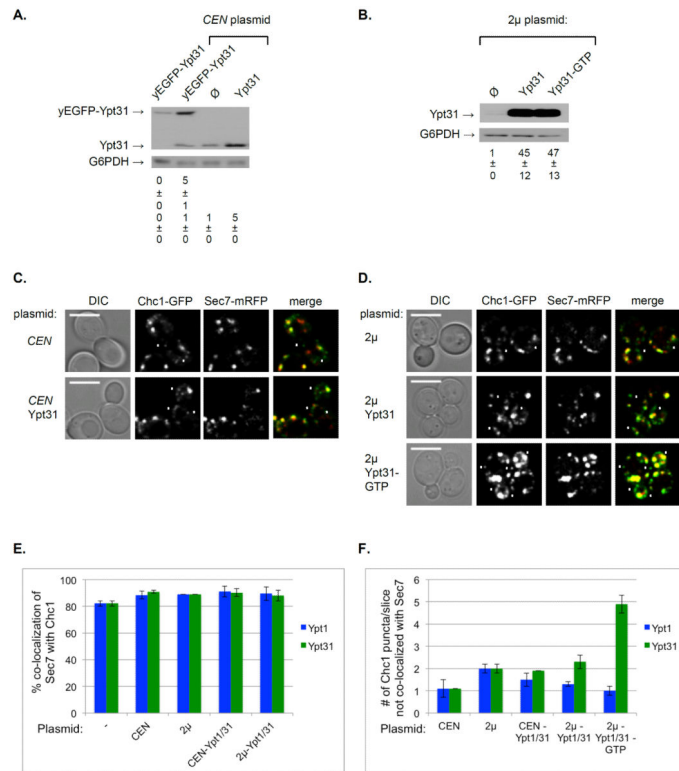 A.
CEN plasmid
yEGFP-Ypt31
yEGFP-Ypt31
Ø
Ypt31
yEGFP-Ypt31 →
Ypt31 →
G6PDH →
0 5
± ±
0 1
0 1 1 5
± ± ± ±
0 0 0 0
B.
2µ plasmid:
Ø
Ypt31
Ypt31-GTP
Ypt31 →
G6PDH →
1 45 47
± ± ±
0 12 13
C.
plasmid:
DIC Chc1-GFP Sec7-mRFP merge
CEN
CEN
Ypt31
D.
plasmid:
DIC Chc1-GFP Sec7-mRFP merge
2µ
2µ
Ypt31
2µ
Ypt31-
GTP
E.
% co-localization of
Sec7 with Chc1
100
80
60
40
20
0
Ypt1
Ypt31
Plasmid:
-
CEN
2µ
CEN-Ypt1/31
2µ-Ypt1/31
F.
# of Chc1 puncta/slice
not co-localized with Sec7
6
5
4
3
2
1
0
Ypt1
Ypt31
Plasmid:
CEN
2µ
CEN -
Ypt1/31
2µ -
Ypt1/31
2µ -
Ypt1/31 -
GTP